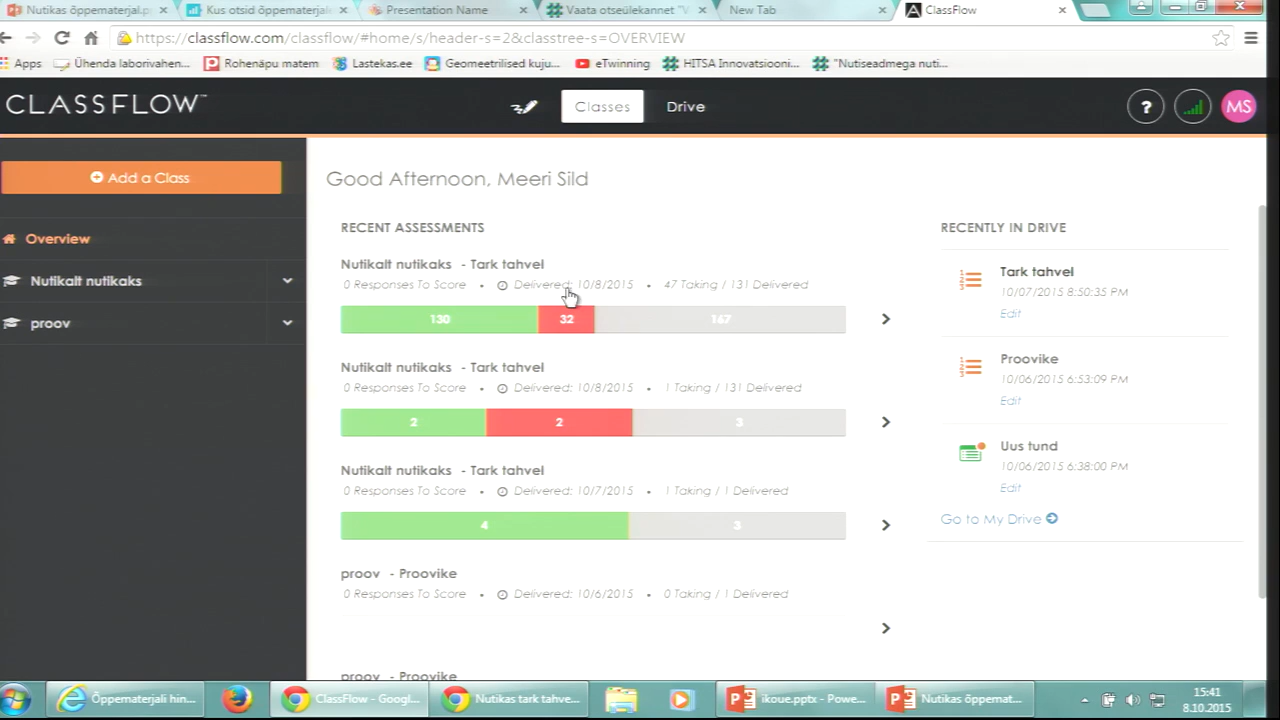 Nutikas õppematerjal.p
Kus otsid õppematerjale
Presentation Name
Vaata otseülekannet "V
New Tab
ClassFlow
https://classflow.com/classflow/#home/s/header-s=2&classtree-s=OVERVIEW
Apps
Ühenda laborivahen...
Rohenäpu matem
Lastekas.ee
Geomeetrilised kuju...
eTwinning
HITSA Innovatsiooni...
"Nutiseadmega nuti...
CLASSFLOW™
Classes
Drive
?
MS
Add a Class
Overview
Nutikalt nutikaks
proov
Good Afternoon, Meeri Sild
RECENT ASSESSMENTS
Nutikalt nutikaks - Tark tahvel
0 Responses To Score • Delivered: 10/8/2015 • 47 Taking / 131 Delivered
130 32 167
Nutikalt nutikaks - Tark tahvel
0 Responses To Score • Delivered: 10/8/2015 • 1 Taking / 131 Delivered
2 2 3
Nutikalt nutikaks - Tark tahvel
0 Responses To Score • Delivered: 10/7/2015 • 1 Taking / 1 Delivered
4 3
proov - Proovike
0 Responses To Score • Delivered: 10/6/2015 • 0 Taking / 1 Delivered
proov - Proovike
RECENTLY IN DRIVE
Tark tahvel
10/07/2015 8:50:35 PM
Edit
Proovike
10/06/2015 6:53:09 PM
Edit
Uus tund
10/06/2015 6:38:00 PM
Edit
Go to My Drive
Õppematerjali hin...
ClassFlow - Googl...
Nutikas tark tahve...
ikoue.pptx - Powe...
Nutikas õppemat...
15:41
8.10.2015